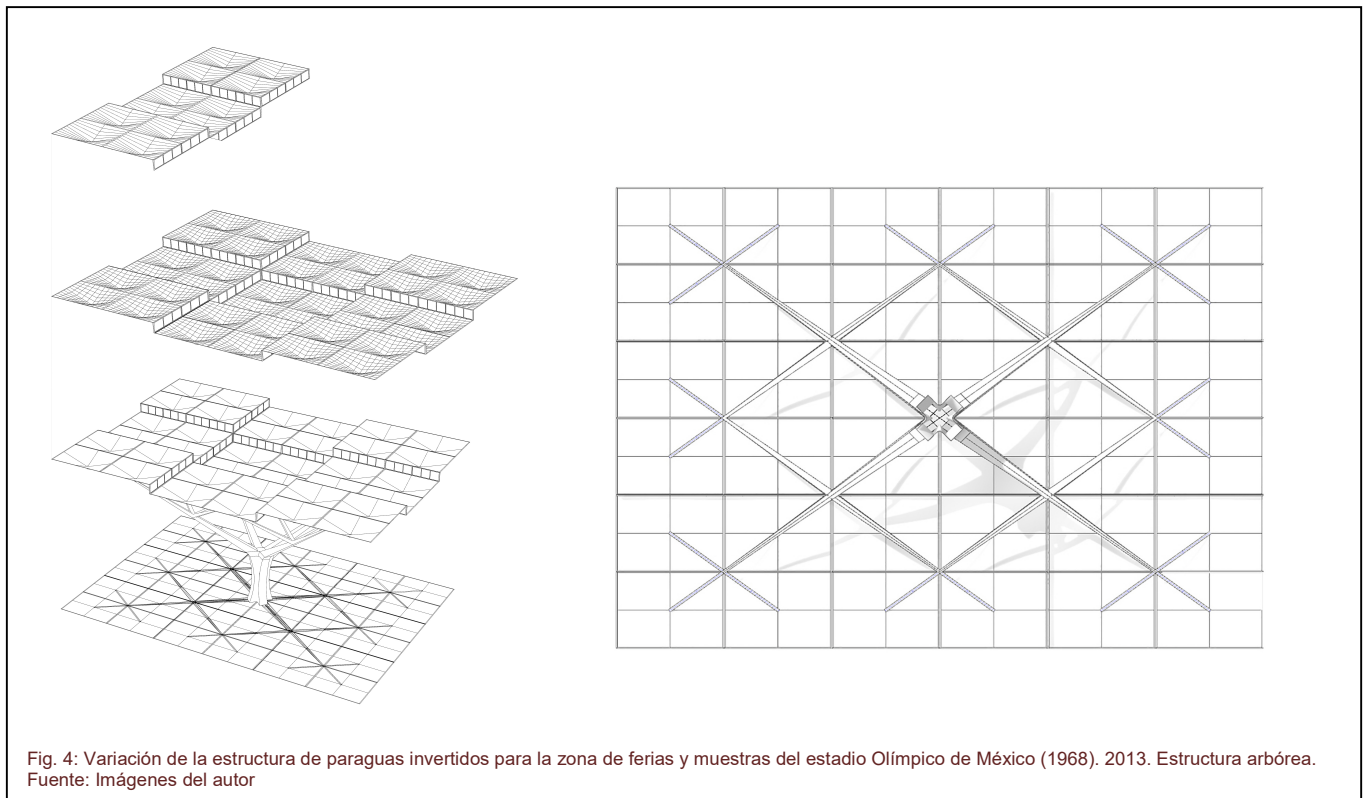 Fig. 4: Variación de la estructura de paraguas invertidos para la zona de ferias y muestras del estadio Olímpico de México (1968). 2013. Estructura arbórea.
Fuente: Imágenes del autor